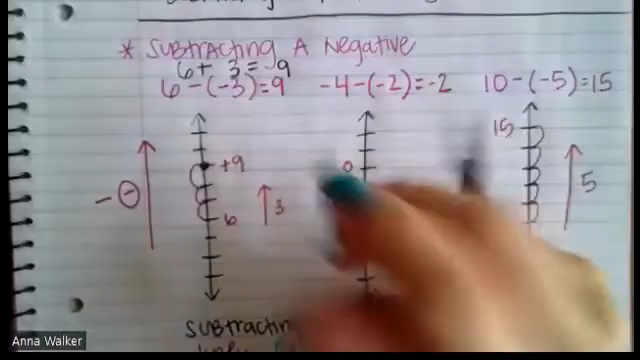 * Subtracting A Negative
6 + 3 = 9
6 - (-3) = 9 -4 - (-2) = -2 10 - (-5) = 15
15
+9 0
- ⊖ 3 5
6
Subtracting
Anna Walker